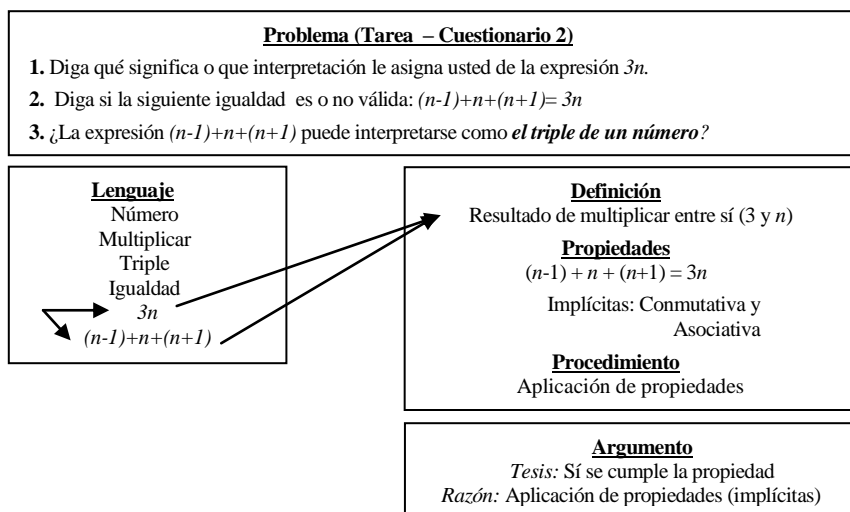 Problema (Tarea – Cuestionario 2)
1. Diga qué significa o que interpretación le asigna usted de la expresión 3n.
2. Diga si la siguiente igualdad es o no válida: (n-1)+n+(n+1)= 3n
3. ¿La expresión (n-1)+n+(n+1) puede interpretarse como el triple de un número?
Lenguaje
Número
Multiplicar
Triple
Igualdad
3n
(n-1)+n+(n+1)
Definición
Resultado de multiplicar entre sí (3 y n)
Propiedades
(n-1) + n + (n+1) = 3n
Implícitas: Conmutativa y
Asociativa
Procedimiento
Aplicación de propiedades
Argumento
Tesis: Sí se cumple la propiedad
Razón: Aplicación de propiedades (implícitas)